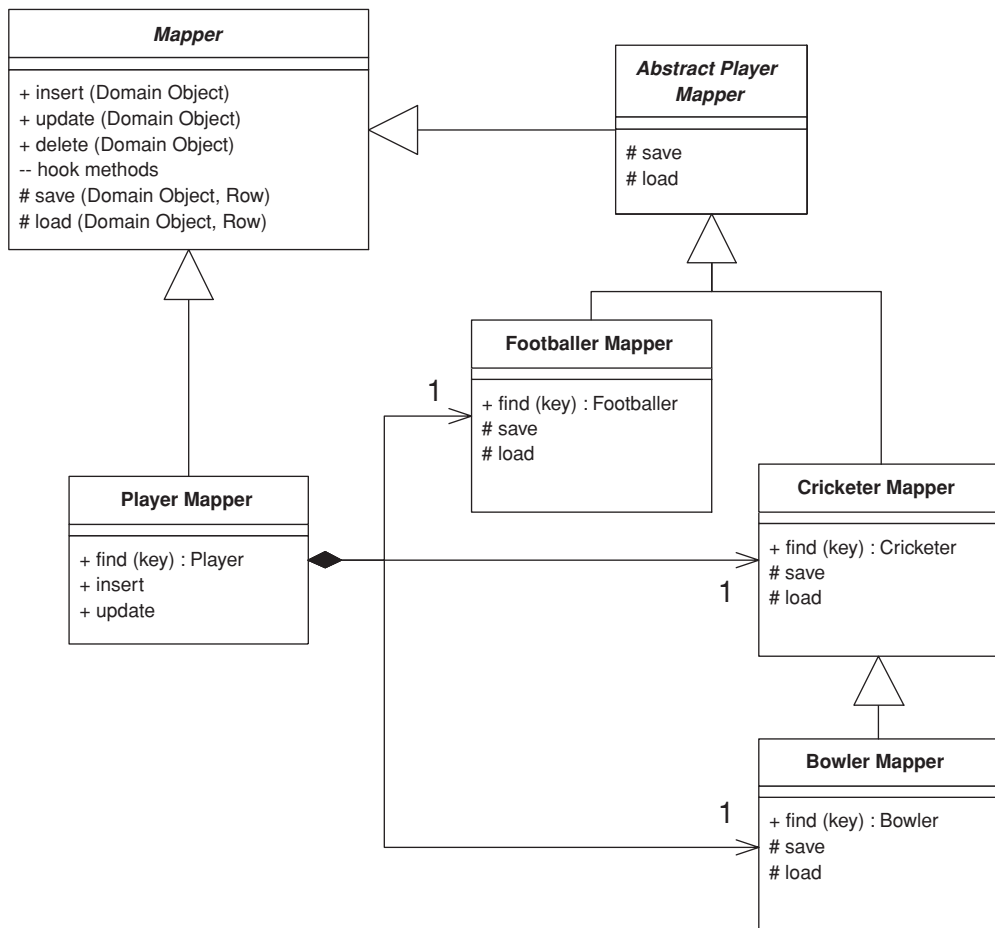 Mapper
+ insert (Domain Object)
+ update (Domain Object)
+ delete (Domain Object)
-- hook methods
# save (Domain Object, Row)
# load (Domain Object, Row)
Abstract Player
Mapper
# save
# load
Footballer Mapper
+ find (key) : Footballer
# save
# load
1
Player Mapper
+ find (key) : Player
+ insert
+ update
Cricketer Mapper
+ find (key) : Cricketer
# save
# load
1
Bowler Mapper
+ find (key) : Bowler
# save
# load
1